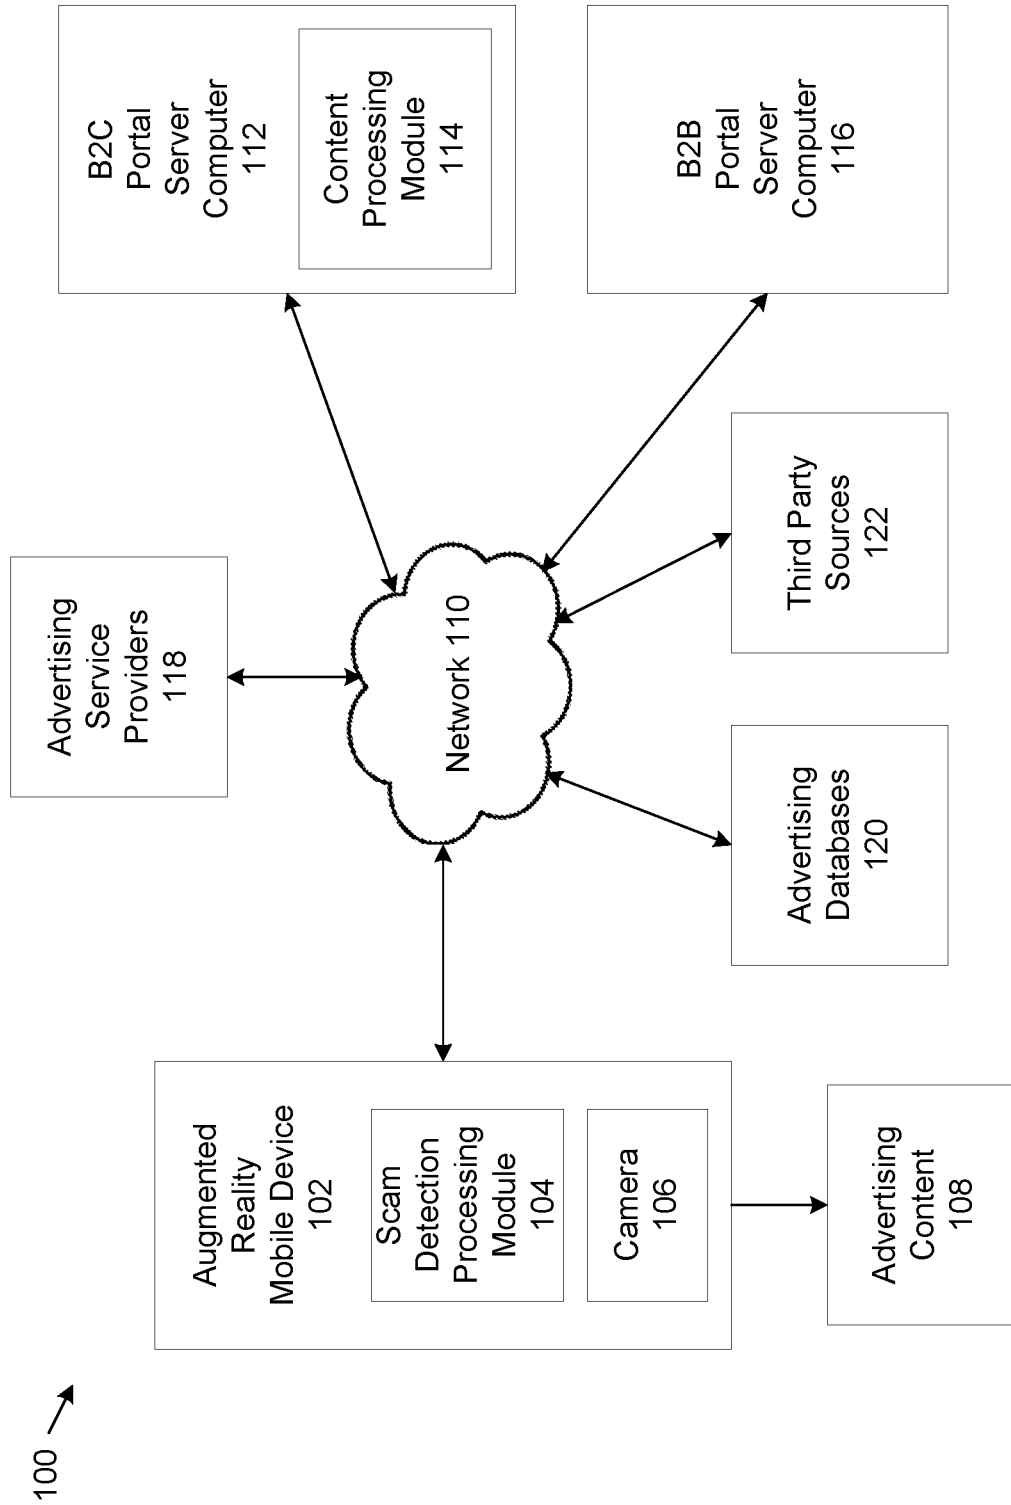 100
Augmented
Reality
Mobile Device
102
Scam
Detection
Processing
Module
104
Camera
106
Advertising
Content
108
Network 110
Advertising
Service
Providers
118
Advertising
Databases
120
Third Party
Sources
122
B2C
Portal
Server
Computer
112
Content
Processing
Module
114
B2B
Portal
Server
Computer
116